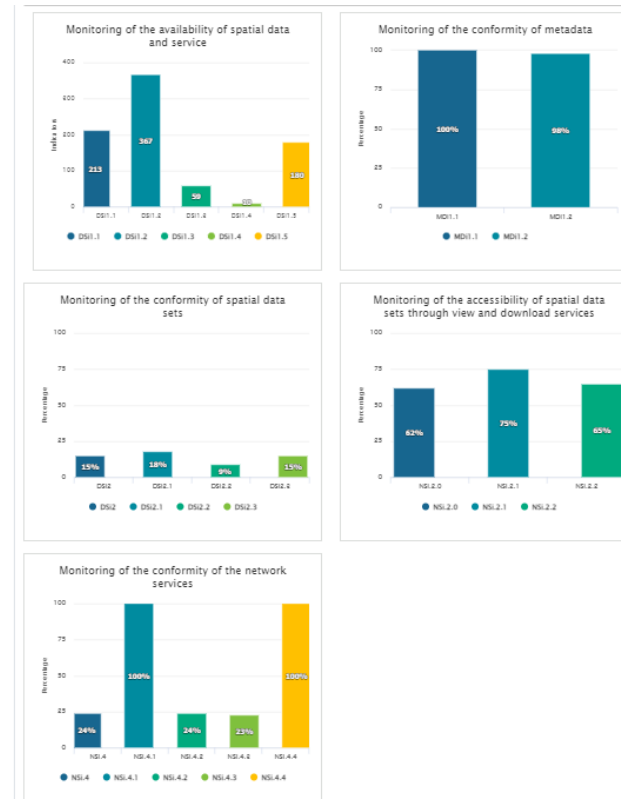 Monitoring of the availability of spatial data
and service
400
200
100
0
Indicators
213
367
59
180
DSi1.1
DSi1.2
DSi1.4
DSi1.5
DSi1.1 DSi1.2 DSi1.3 DSi1.4 DSi1.5
Monitoring of the conformity of metadata
100
75
50
25
0
Percentage
100%
98%
MDi1.1
MDi1.2
MDi1.1 MDi1.2
Monitoring of the conformity of spatial data
sets
100
75
50
25
0
Percentage
15%
18%
9%
15%
DSi2
DSi2.1
DSi2.2
DSi2.3
DSi2 DSi2.1 DSi2.2 DSi2.3
Monitoring of the accessibility of spatial data
sets through view and download services
100
75
50
25
0
Percentage
62%
75%
65%
NSi.2.0
NSi.2.1
NSi.2.2
NSi.2.0 NSi.2.1 NSi.2.2
Monitoring of the conformity of the network
services
100
75
50
25
0
Percentage
24%
100%
24%
23%
100%
NSi.4
NSi.4.1
NSi.4.2
NSi.4.3
NSi.4.4
NSi.4 NSi.4.1 NSi.4.2 NSi.4.3 NSi.4.4